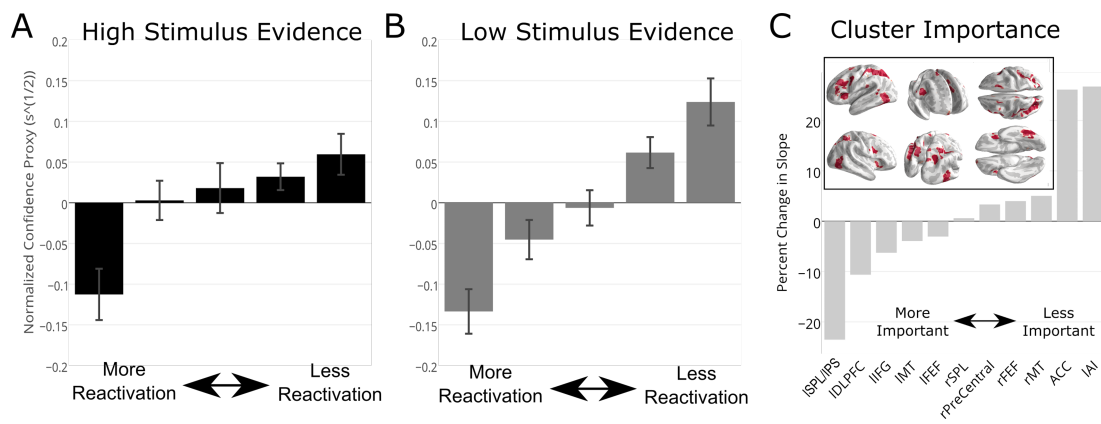 A High Stimulus Evidence
Normalized Confidence Proxy (s^(1/2))
0.2
0.15
0.1
0.05
0
−0.05
−0.1
−0.15
−0.2
More
Reactivation
Less
Reactivation
B Low Stimulus Evidence
0.2
0.15
0.1
0.05
0
−0.05
−0.1
−0.15
−0.2
More
Reactivation
Less
Reactivation
C Cluster Importance
Percent Change in Slope
20
10
0
−10
−20
More
Important
Less
Important
lSPL/IPS
lDLPFC
lIFG
lMT
lFEF
rSPL
rPreCentral
rFEF
rMT
ACC
lAI